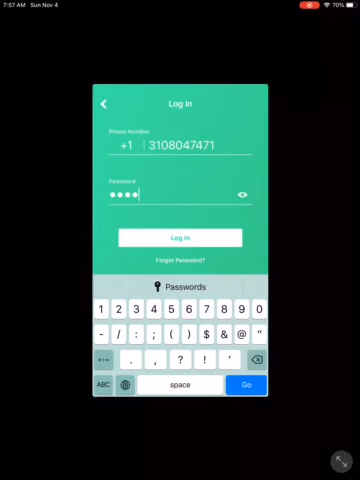 7:57 AM Sun Nov 4
70%
Log In
Phone Number
+1 3108047471
Password
Log In
Forgot Password?
Passwords
1 2 3 4 5 6 7 8 9 0
- / : ; ( ) $ & @ "
#+= . , ? ! '
ABC space Go